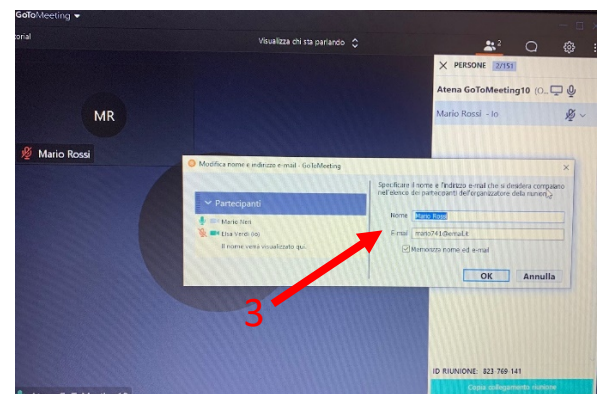 GoToMeeting
orial
Visualizza chi sta parlando
2
PERSONE 2/151
Atena GoToMeeting10 (O...
Mario Rossi - Io
MR
Mario Rossi
Modifica nome e indirizzo e-mail - GoToMeeting
Specificare il nome e l'indirizzo e-mail che si desidera compaiano
nell'elenco dei partecipanti dell'organizzatore della riunione.
Partecipanti
Nome Mario Rossi
Mario Neri
E-mail mario741@email.it
Elsa Verdi (io)
Memorizza nome ed e-mail
Il nome verrà visualizzato qui.
OK Annulla
3
ID RIUNIONE: 823-769-141
Copia collegamento riunione